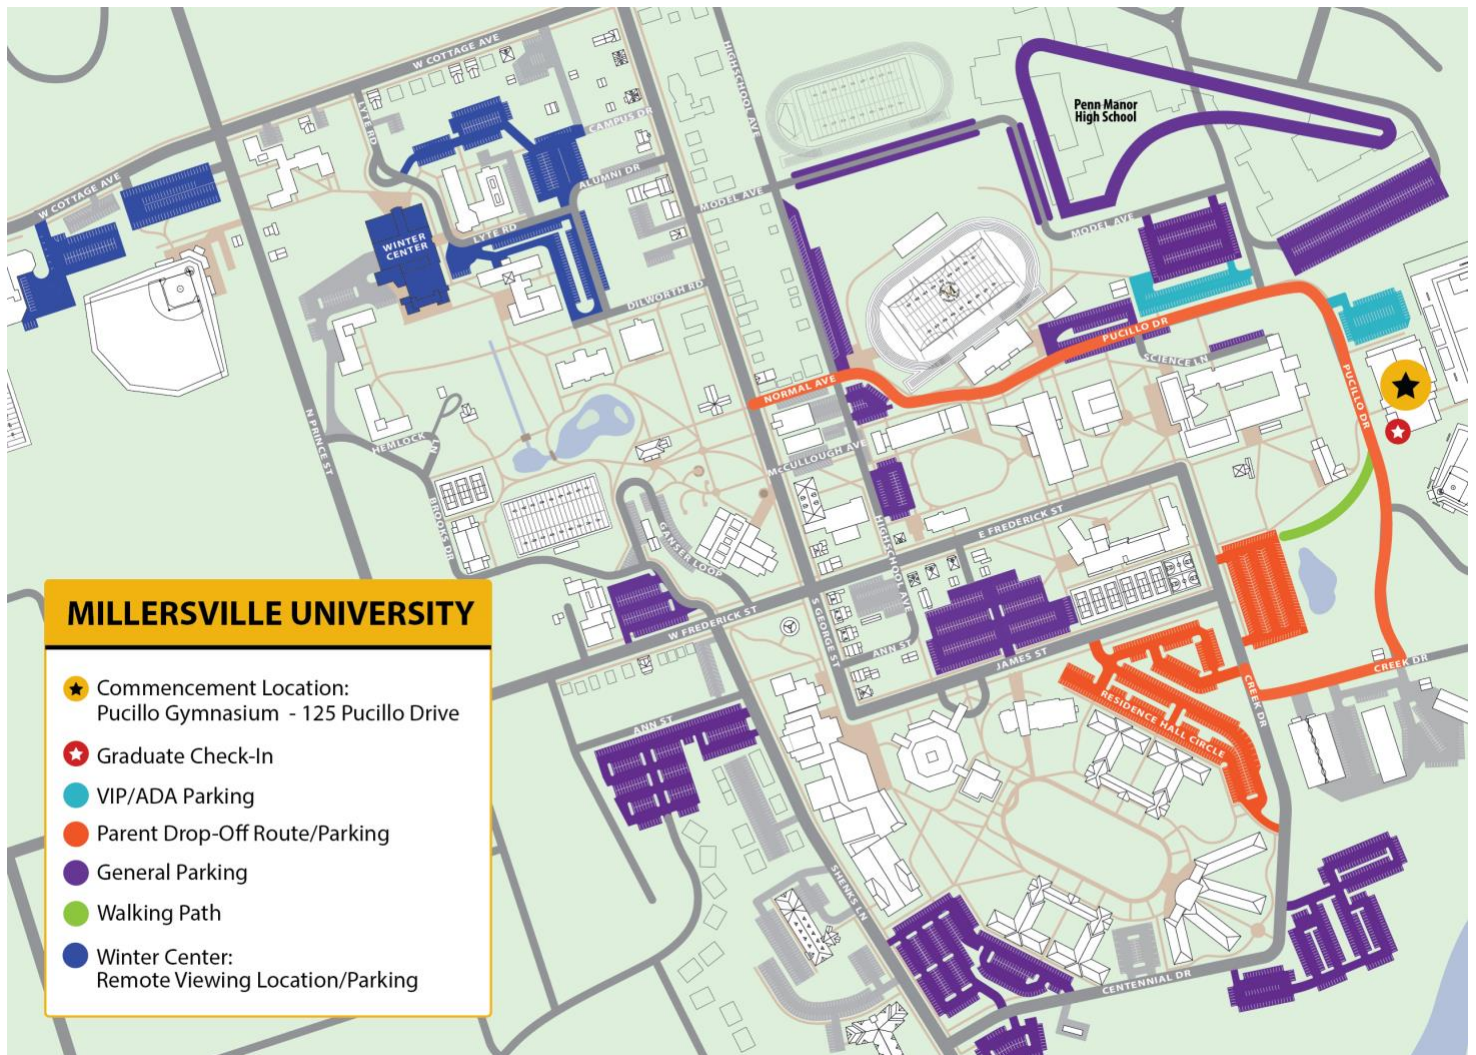 W COTTAGE AVE
HIGHSCHOOL AVE
LYTE RD
CAMPUS DR
Penn Manor
High School
ALUMNI DR
W COTTAGE AVE
MODEL AVE
MODEL AVE
WINTER
CENTER
LYTE RD
DILWORTH RD
PUCILLO DR
SCIENCE LN
NORMAL AVE
PUCILLO DR
N PRINCE ST
HEMLOCK
LN
McCULLOUGH AVE
BROOKS DR
GANSER LOOP
HIGHSCHOOL AVE
E FREDERICK ST
W FREDERICK ST
S GEORGE ST
ANN ST
JAMES ST
CREEK DR
CREEK DR
RESIDENCE HALL CIRCLE
ANN ST
SHENKS LN
CENTENNIAL DR
MILLERSVILLE UNIVERSITY
Commencement Location:
Pucillo Gymnasium - 125 Pucillo Drive
Graduate Check-In
VIP/ADA Parking
Parent Drop-Off Route/Parking
General Parking
Walking Path
Winter Center:
Remote Viewing Location/Parking